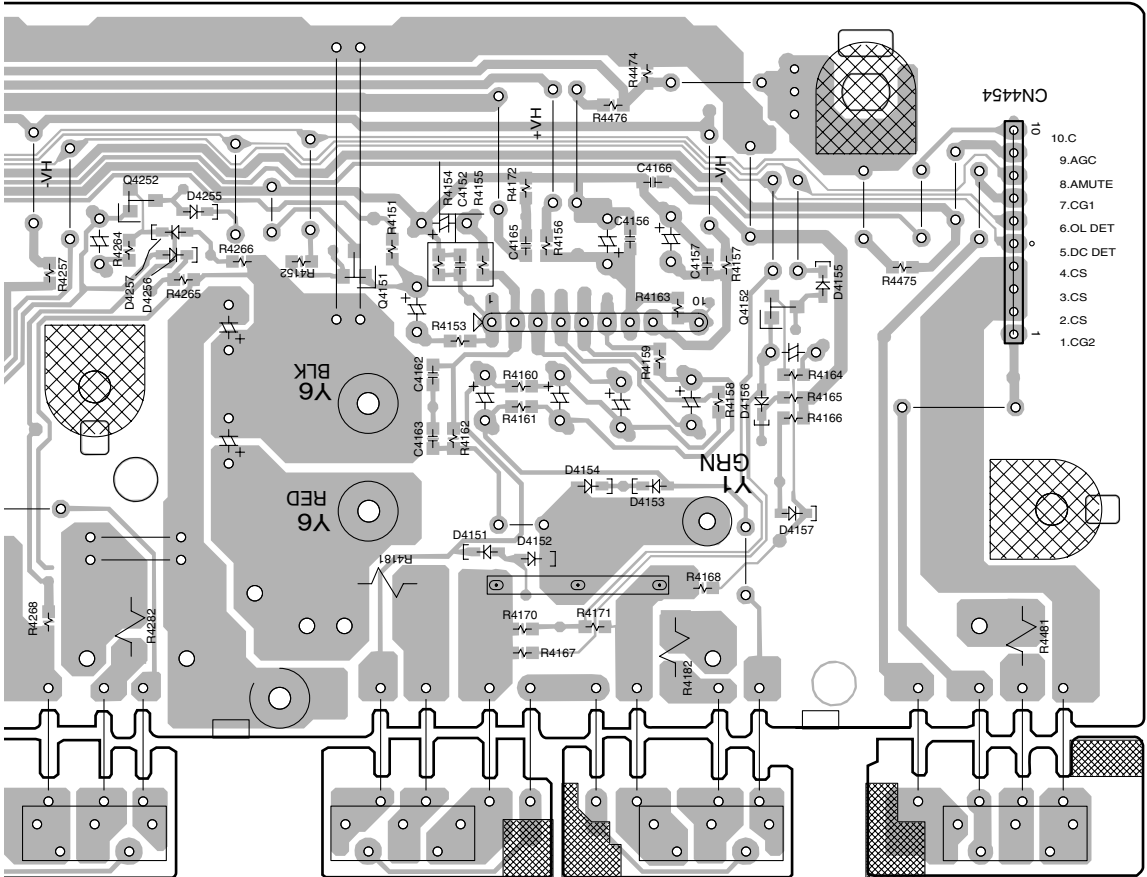 CN4454
10
10.C
9.AGC
8.AMUTE
7.CG1
6.OL DET
5.DC DET
4.CS
3.CS
2.CS
1.CG2
1
R4474
R4476
+VH
-VH
-VH
Q4252
D4255
R4264
R4257
D4257
D4256
R4265
R4266
R4152
R4151
Q4151
R4154
C4152
R4155
R4172
C4165
R4156
C4156
C4166
C4157
R4157
R4163
Q4152
D4155
R4475
1
10
R4153
R4159
C4162
R4160
R4161
R4158
D4156
R4164
R4165
R4166
C4163
R4162
Y6
BLK
Y6
RED
Y1
GRN
D4154
D4153
D4157
D4151
D4152
R4181
R4168
R4170
R4171
R4167
R4182
R4268
R4282
R4481